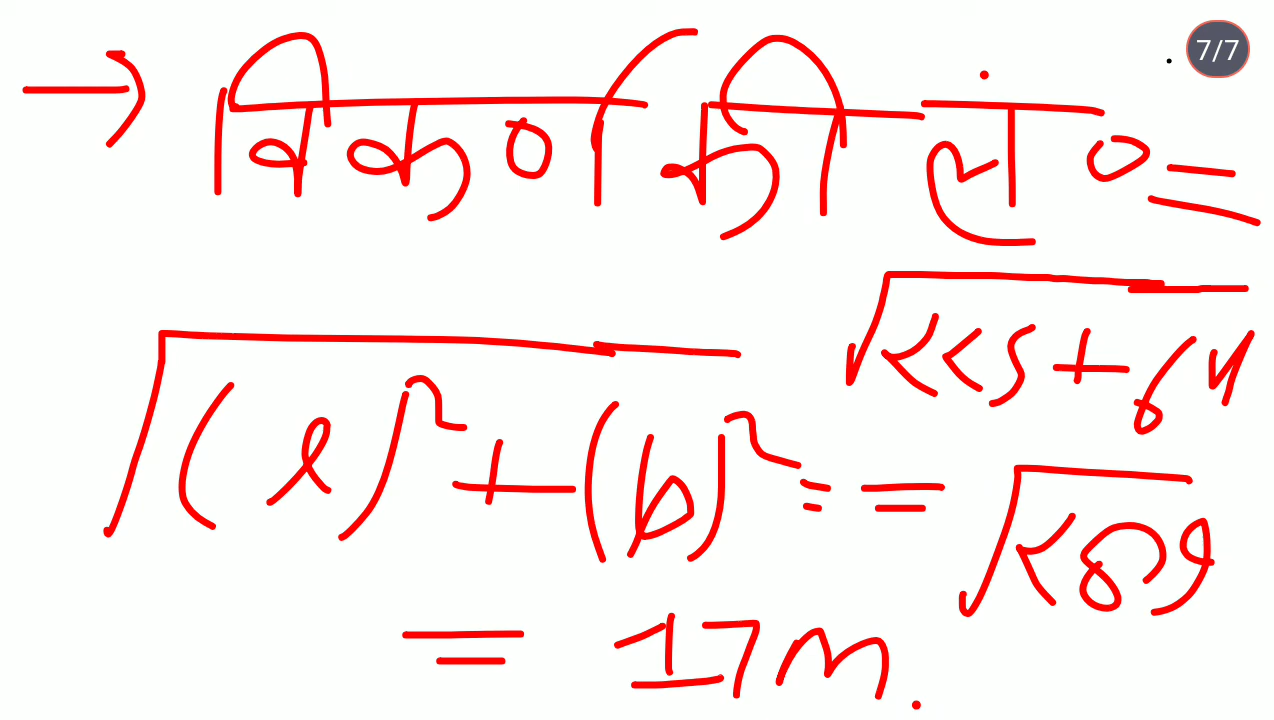 7/7
→ विकर्ण की लं० =
√(l)² + (b)² = = √225+64
= √289
= 17m.